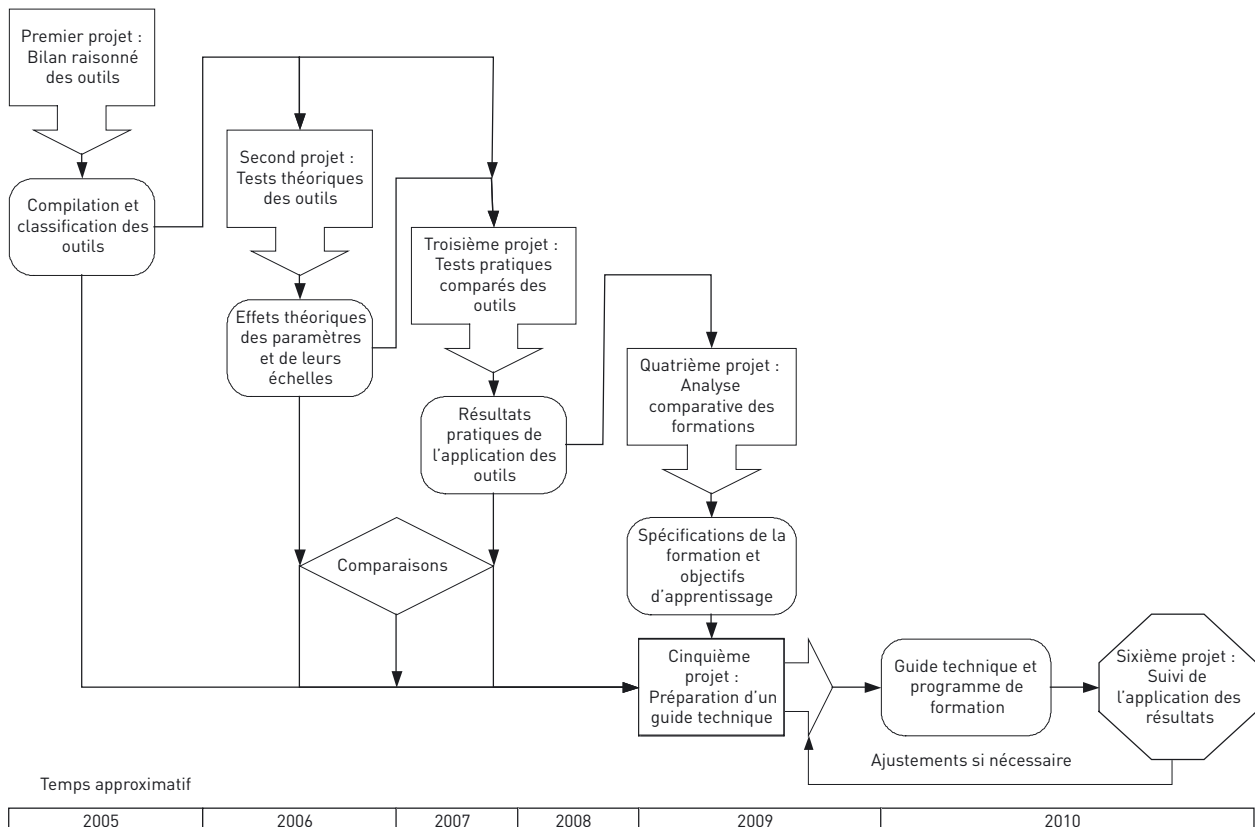 Premier projet :
Bilan raisonné
des outils
Compilation et
classification des
outils
Second projet :
Tests théoriques
des outils
Effets théoriques
des paramètres
et de leurs
échelles
Troisième projet :
Tests pratiques
comparés des
outils
Résultats
pratiques de
l’application des
outils
Quatrième projet :
Analyse
comparative des
formations
Spécifications de la
formation et
objectifs
d’apprentissage
Comparaisons
Cinquième
projet :
Préparation d’un
guide technique
Guide technique et
programme de
formation
Sixième projet :
Suivi de
l’application des
résultats
Ajustements si nécessaire
Temps approximatif
2005 2006 2007 2008 2009 2010